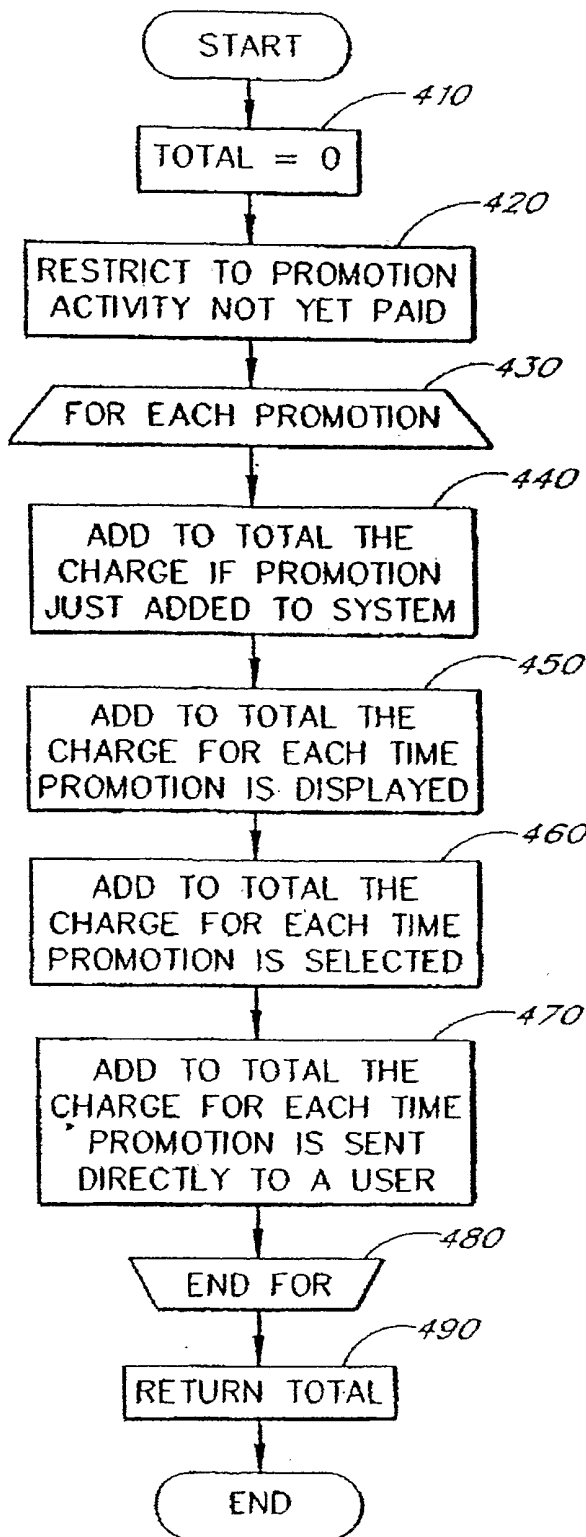 START
410
TOTAL = 0
420
RESTRICT TO PROMOTION
ACTIVITY NOT YET PAID
430
FOR EACH PROMOTION
440
ADD TO TOTAL THE
CHARGE IF PROMOTION
JUST ADDED TO SYSTEM
450
ADD TO TOTAL THE
CHARGE FOR EACH TIME
PROMOTION IS DISPLAYED
460
ADD TO TOTAL THE
CHARGE FOR EACH TIME
PROMOTION IS SELECTED
470
ADD TO TOTAL THE
CHARGE FOR EACH TIME
PROMOTION IS SENT
DIRECTLY TO A USER
480
END FOR
490
RETURN TOTAL
END